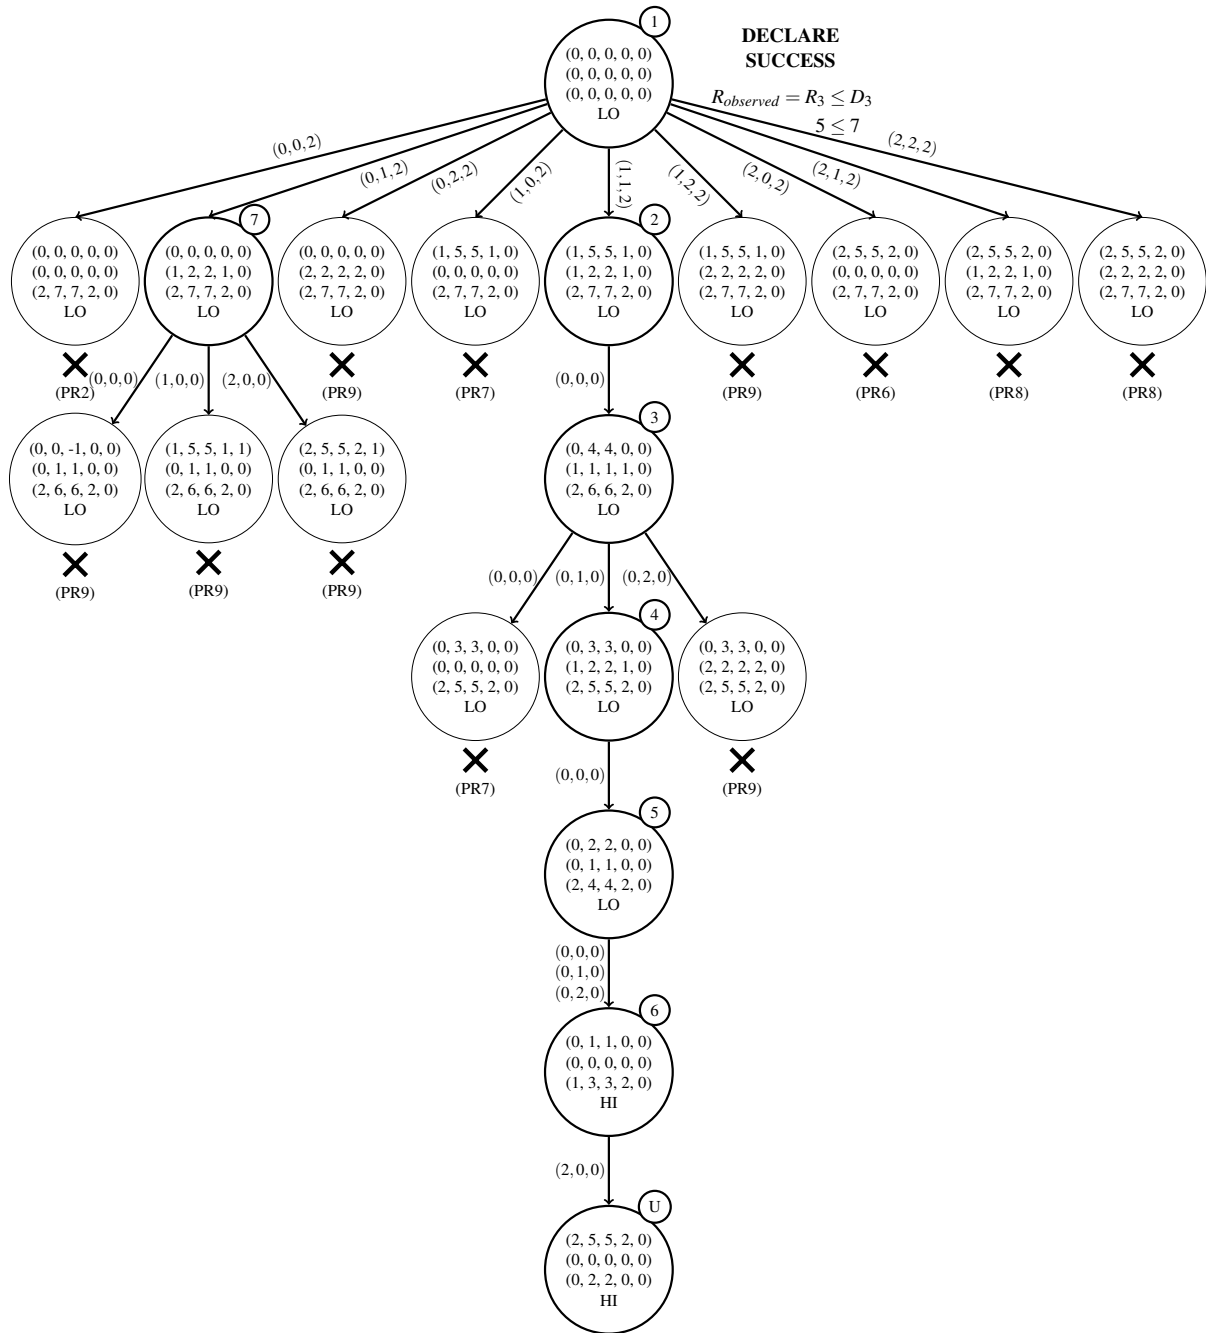 1
(0, 0, 0, 0, 0)
(0, 0, 0, 0, 0)
(0, 0, 0, 0, 0)
LO
DECLARE
SUCCESS
R_observed = R_3 ≤ D_3
5 ≤ 7
(0,0,2)
(0,1,2)
(0,2,2)
(1,0,2)
(1,1,2)
(1,2,2)
(2,0,2)
(2,1,2)
(2,2,2)
(0, 0, 0, 0, 0)
(0, 0, 0, 0, 0)
(2, 7, 7, 2, 0)
LO
(PR2)
7
(0, 0, 0, 0, 0)
(1, 2, 2, 1, 0)
(2, 7, 7, 2, 0)
LO
(0, 0, 0, 0, 0)
(2, 2, 2, 2, 0)
(2, 7, 7, 2, 0)
LO
(PR9)
(1, 5, 5, 1, 0)
(0, 0, 0, 0, 0)
(2, 7, 7, 2, 0)
LO
(PR7)
2
(1, 5, 5, 1, 0)
(1, 2, 2, 1, 0)
(2, 7, 7, 2, 0)
LO
(1, 5, 5, 1, 0)
(2, 2, 2, 2, 0)
(2, 7, 7, 2, 0)
LO
(PR9)
(2, 5, 5, 2, 0)
(0, 0, 0, 0, 0)
(2, 7, 7, 2, 0)
LO
(PR6)
(2, 5, 5, 2, 0)
(1, 2, 2, 1, 0)
(2, 7, 7, 2, 0)
LO
(PR8)
(2, 5, 5, 2, 0)
(2, 2, 2, 2, 0)
(2, 7, 7, 2, 0)
LO
(PR8)
(0,0,0)
(1,0,0)
(2,0,0)
(0,0,0)
(0, 0, -1, 0, 0)
(0, 1, 1, 0, 0)
(2, 6, 6, 2, 0)
LO
(PR9)
(1, 5, 5, 1, 1)
(0, 1, 1, 0, 0)
(2, 6, 6, 2, 0)
LO
(PR9)
(2, 5, 5, 2, 1)
(0, 1, 1, 0, 0)
(2, 6, 6, 2, 0)
LO
(PR9)
3
(0, 4, 4, 0, 0)
(1, 1, 1, 1, 0)
(2, 6, 6, 2, 0)
LO
(0,0,0)
(0,1,0)
(0,2,0)
(0, 3, 3, 0, 0)
(0, 0, 0, 0, 0)
(2, 5, 5, 2, 0)
LO
(PR7)
4
(0, 3, 3, 0, 0)
(1, 2, 2, 1, 0)
(2, 5, 5, 2, 0)
LO
(0, 3, 3, 0, 0)
(2, 2, 2, 2, 0)
(2, 5, 5, 2, 0)
LO
(PR9)
(0,0,0)
5
(0, 2, 2, 0, 0)
(0, 1, 1, 0, 0)
(2, 4, 4, 2, 0)
LO
(0,0,0)
(0,1,0)
(0,2,0)
6
(0, 1, 1, 0, 0)
(0, 0, 0, 0, 0)
(1, 3, 3, 2, 0)
HI
(2,0,0)
U
(2, 5, 5, 2, 0)
(0, 0, 0, 0, 0)
(0, 2, 2, 0, 0)
HI